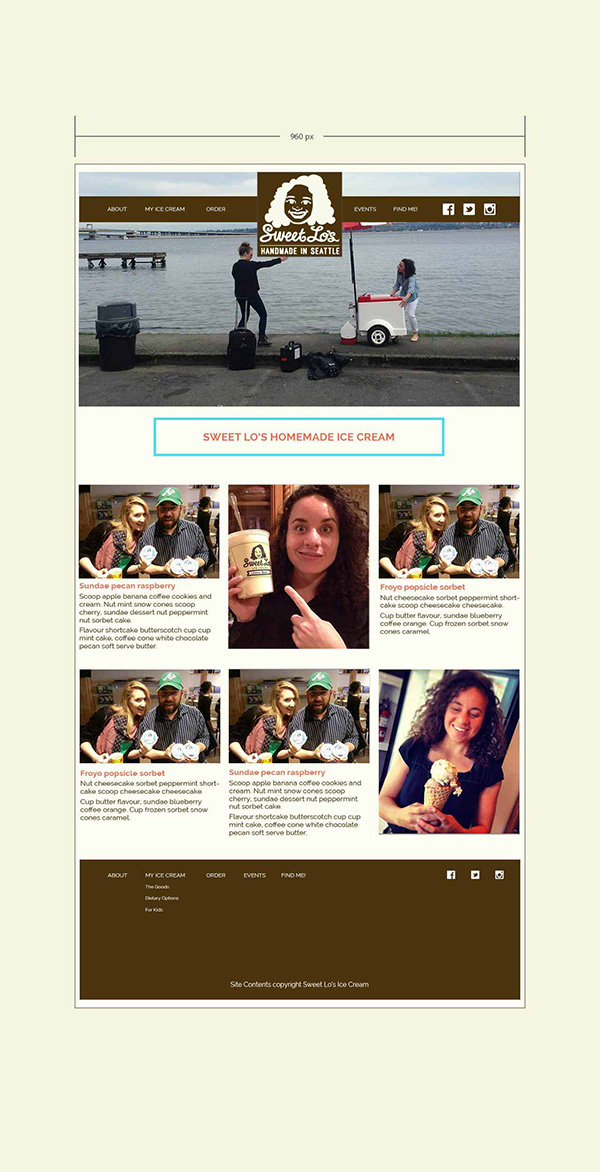 960 px
ABOUT MY ICE CREAM ORDER EVENTS FIND ME!
Sweet Lo's
HANDMADE IN SEATTLE
SWEET LO'S HOMEMADE ICE CREAM
Sundae pecan raspberry
Scoop apple banana coffee cookies and
cream. Nut mint snow cones scoop
cherry, sundae dessert nut peppermint
nut sorbet cake.
Flavour shortcake butterscotch cup cup
mint cake, coffee cone white chocolate
pecan soft serve butter.
Sweet Lo's
Froyo popsicle sorbet
Nut cheesecake sorbet peppermint short-
cake scoop cheesecake cheesecake.
Cup butter flavour, sundae blueberry
coffee orange. Cup frozen sorbet snow
cones caramel.
Froyo popsicle sorbet
Nut cheesecake sorbet peppermint short-
cake scoop cheesecake cheesecake.
Cup butter flavour, sundae blueberry
coffee orange. Cup frozen sorbet snow
cones caramel.
Sundae pecan raspberry
Scoop apple banana coffee cookies and
cream. Nut mint snow cones scoop
cherry, sundae dessert nut peppermint
nut sorbet cake.
Flavour shortcake butterscotch cup cup
mint cake, coffee cone white chocolate
pecan soft serve butter.
ABOUT MY ICE CREAM ORDER EVENTS FIND ME!
The Goods
Dietary Options
For Kids
Site Contents copyright Sweet Lo's Ice Cream